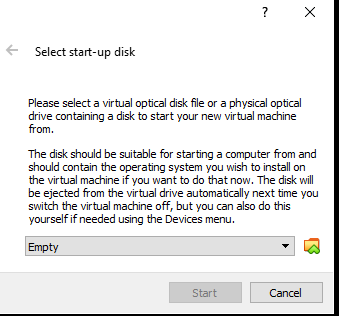 ?
Select start-up disk
Please select a virtual optical disk file or a physical optical
drive containing a disk to start your new virtual machine
from.
The disk should be suitable for starting a computer from and
should contain the operating system you wish to install on
the virtual machine if you want to do that now. The disk will
be ejected from the virtual drive automatically next time you
switch the virtual machine off, but you can also do this
yourself if needed using the Devices menu.
Empty
Start
Cancel